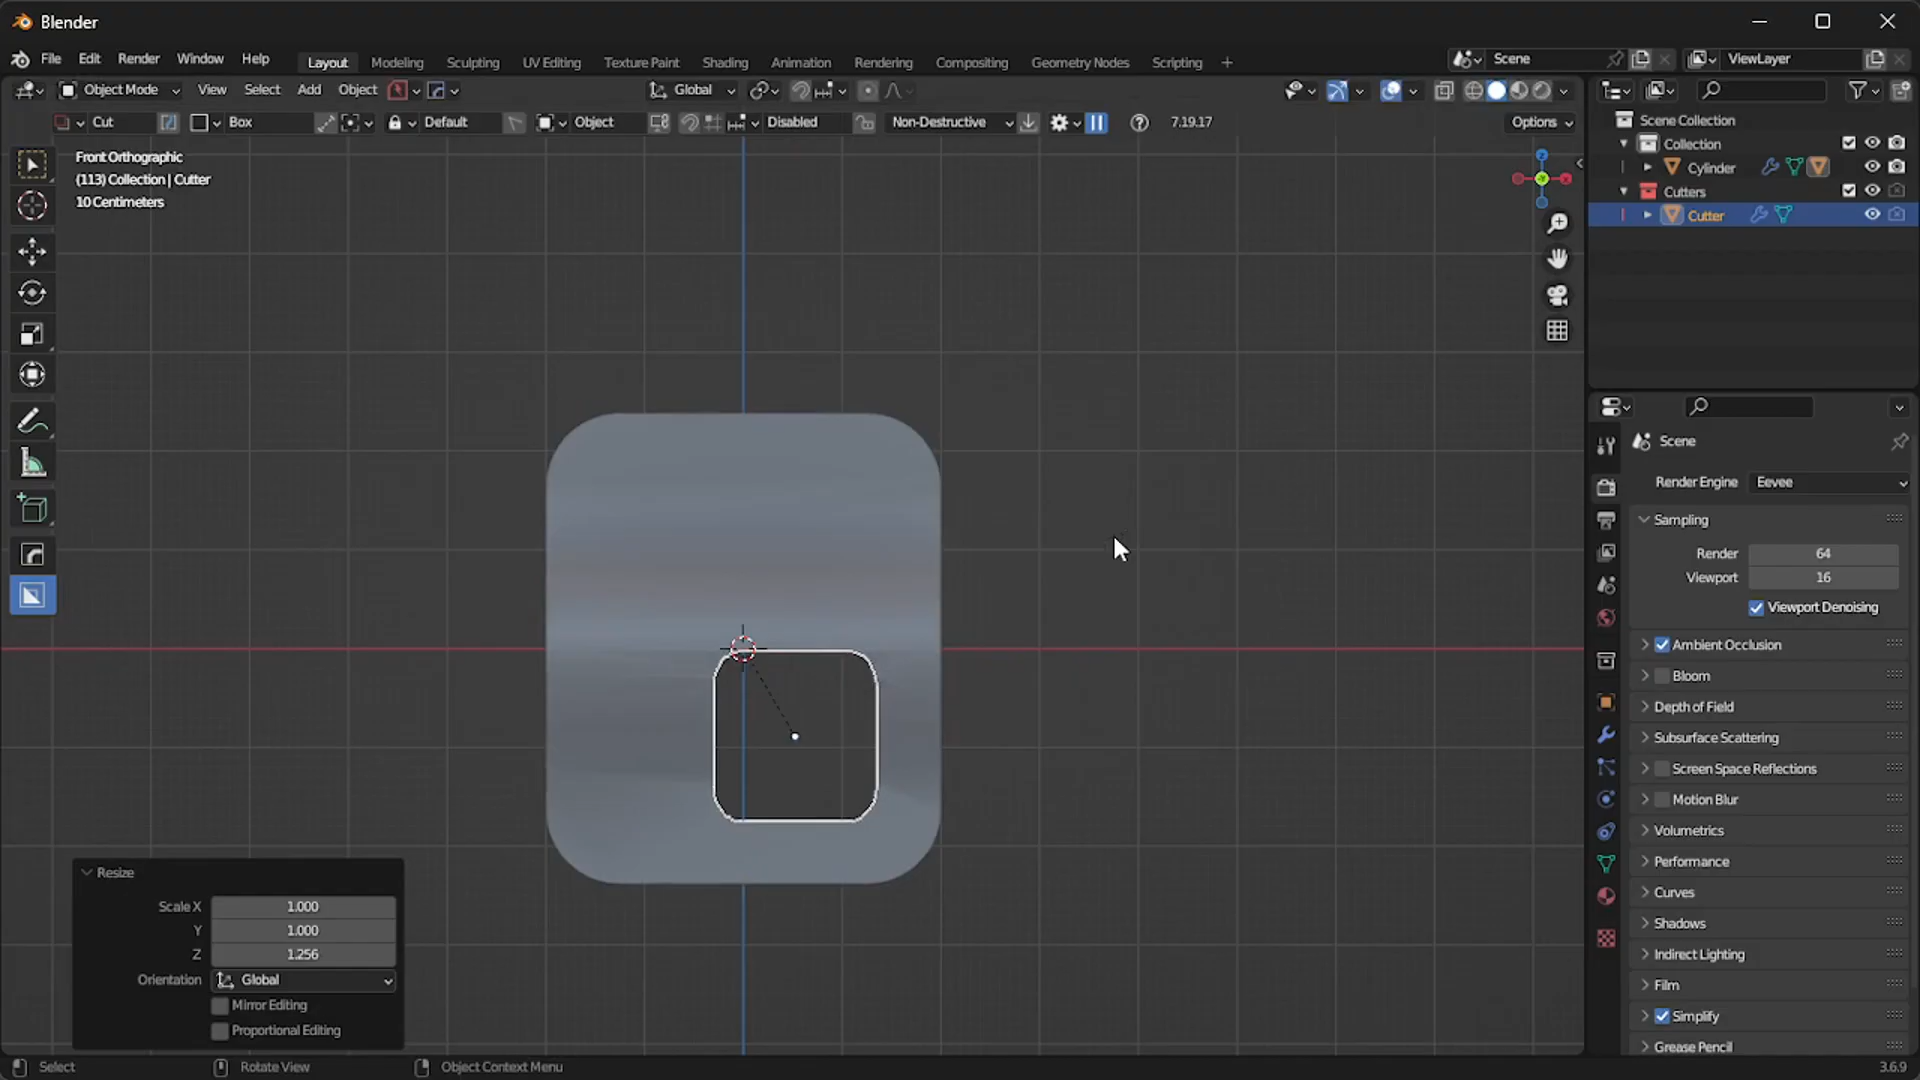 Blender
File Edit Render Window Help Layout Modeling Sculpting UV Editing Texture Paint Shading Animation Rendering Compositing Geometry Nodes Scripting + Scene ViewLayer
Object Mode View Select Add Object Global
Cut Box Default Object Disabled Non-Destructive 7.19.17 Options
Front Orthographic
(113) Collection | Cutter
10 Centimeters
Scene Collection
Collection
Cylinder
Cutters
Cutter
Scene
Render Engine Eevee
Sampling
Render 64
Viewport 16
Viewport Denoising
Ambient Occlusion
Bloom
Depth of Field
Subsurface Scattering
Screen Space Reflections
Motion Blur
Volumetrics
Performance
Curves
Shadows
Indirect Lighting
Film
Simplify
Grease Pencil
Resize
Scale X 1.000
Y 1.000
Z 1.256
Orientation Global
Mirror Editing
Proportional Editing
Select Rotate View Object Context Menu 3.6.9